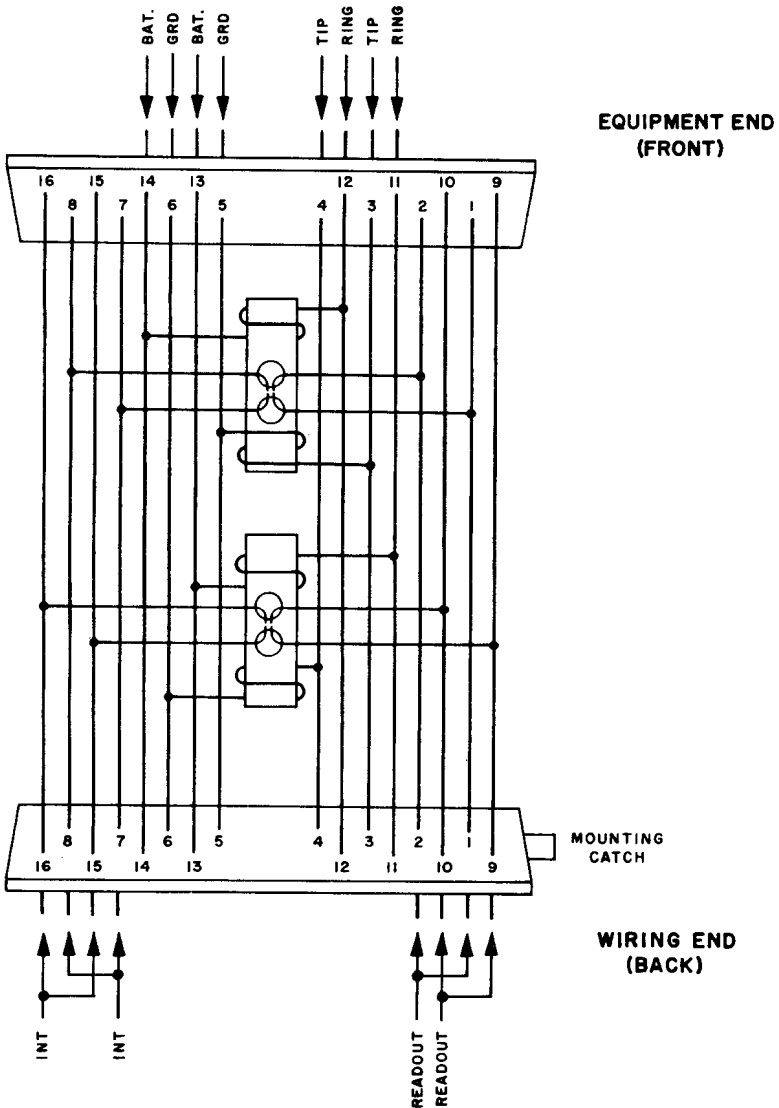 BAT. GRD BAT. GRD TIP RING TIP RING
EQUIPMENT END
(FRONT)
16 15 14 13 12 11 10 9
8 7 6 5 4 3 2 1
8 7 6 5 4 3 2 1
16 15 14 13 12 11 10 9
MOUNTING
CATCH
WIRING END
(BACK)
INT INT READOUT READOUT